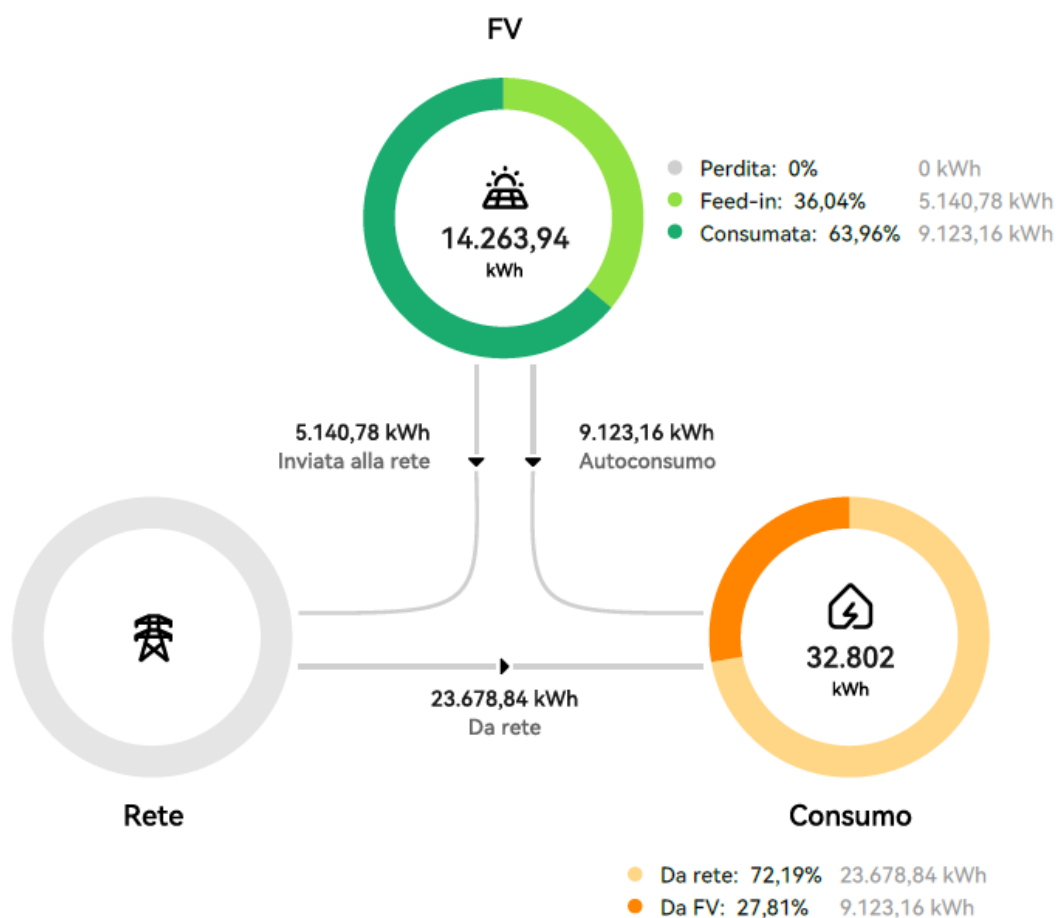 FV
14.263,94
kWh
Perdita: 0% 0 kWh
Feed-in: 36,04% 5.140,78 kWh
Consumata: 63,96% 9.123,16 kWh
5.140,78 kWh
Inviata alla rete
9.123,16 kWh
Autoconsumo
32.802
kWh
23.678,84 kWh
Da rete
Rete
Consumo
Da rete: 72,19% 23.678,84 kWh
Da FV: 27,81% 9.123,16 kWh